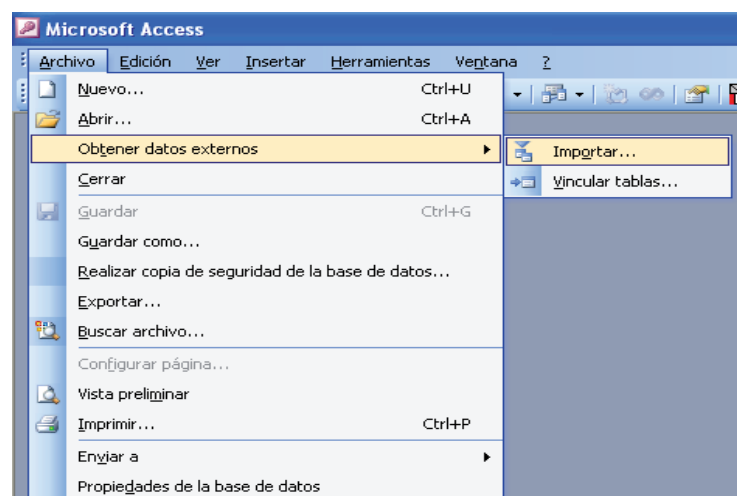 Microsoft Access
Archivo Edición Ver Insertar Herramientas Ventana ?
Nuevo... Ctrl+U
Abrir... Ctrl+A
Obtener datos externos
Importar...
Vincular tablas...
Cerrar
Guardar Ctrl+G
Guardar como...
Realizar copia de seguridad de la base de datos...
Exportar...
Buscar archivo...
Configurar página...
Vista preliminar
Imprimir... Ctrl+P
Enviar a
Propiedades de la base de datos